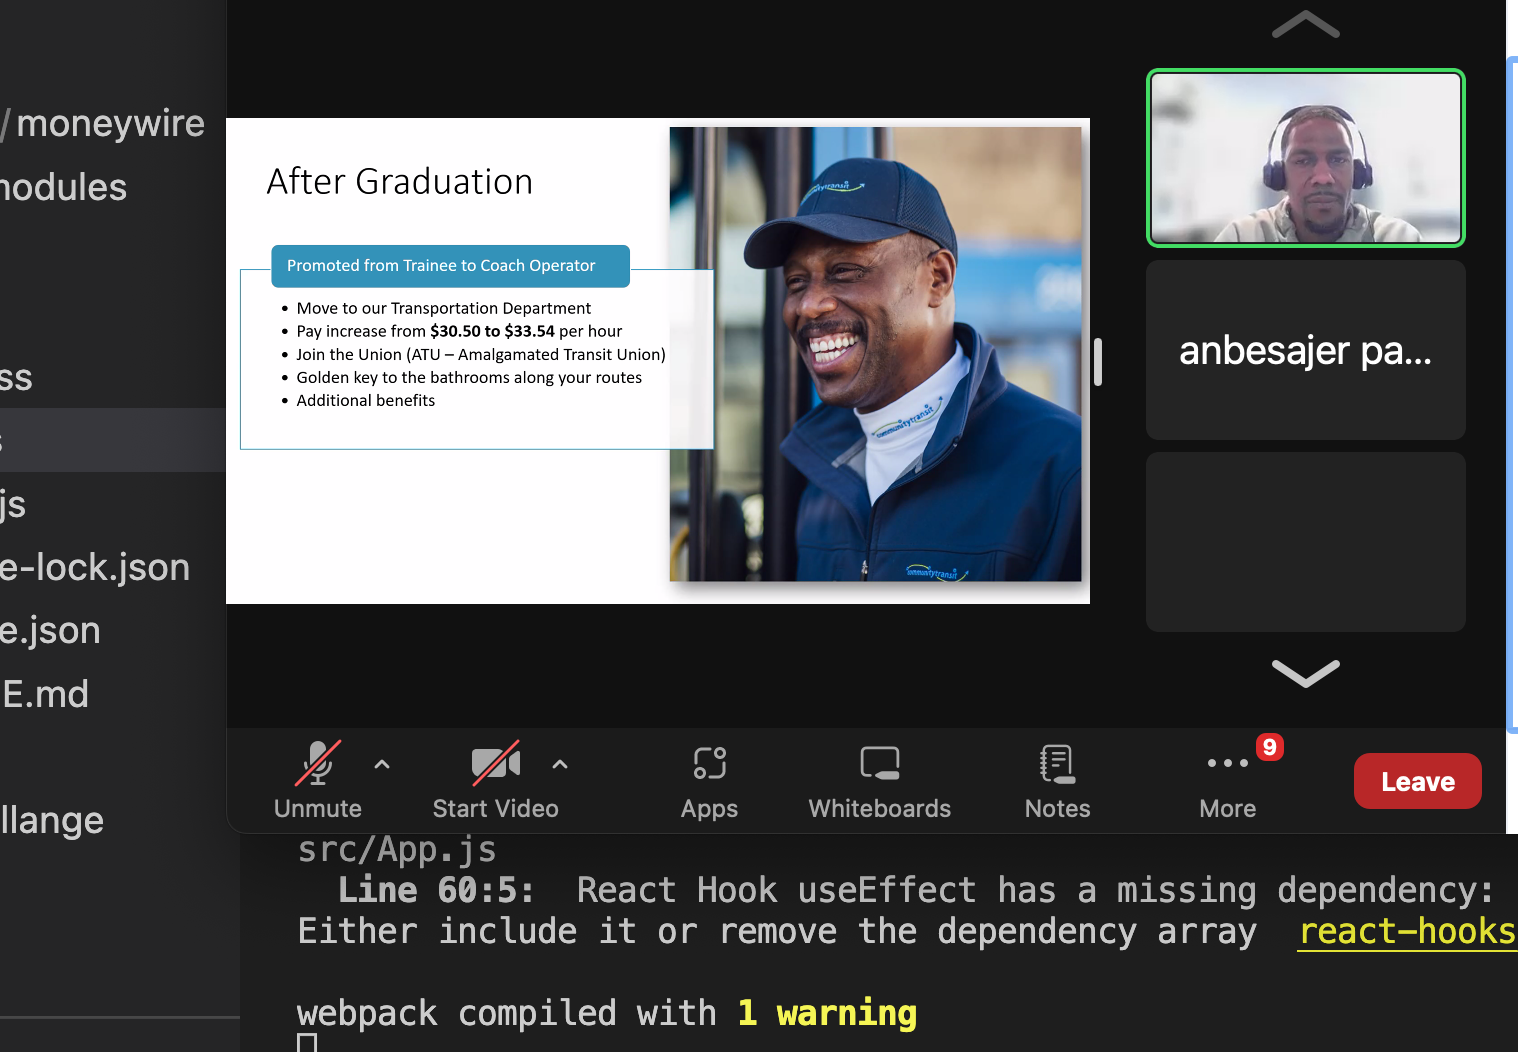 /moneywire
nodules
ss
s
js
e-lock.json
e.json
E.md
llange
After Graduation
Promoted from Trainee to Coach Operator
• Move to our Transportation Department
• Pay increase from $30.50 to $33.54 per hour
• Join the Union (ATU – Amalgamated Transit Union)
• Golden key to the bathrooms along your routes
• Additional benefits
communitytransit
communitytransit
communitytransit
anbesajer pa...
Unmute
Start Video
Apps
Whiteboards
Notes
9
More
Leave
src/App.js
Line 60:5: React Hook useEffect has a missing dependency:
Either include it or remove the dependency array react-hooks
webpack compiled with 1 warning